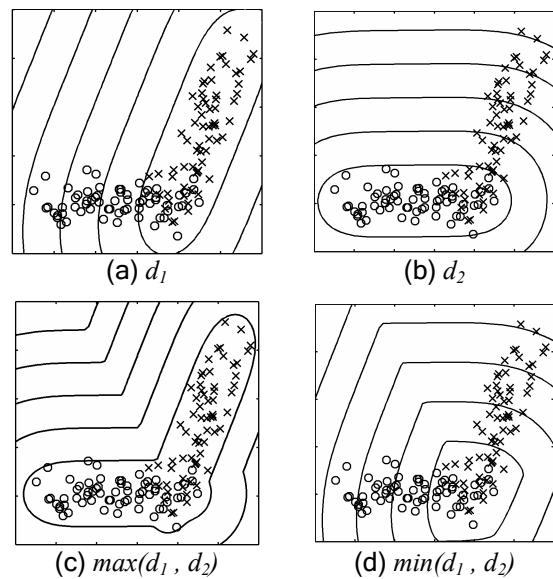 (a) d₁
(b) d₂
(c) max(d₁ , d₂)
(d) min(d₁ , d₂)